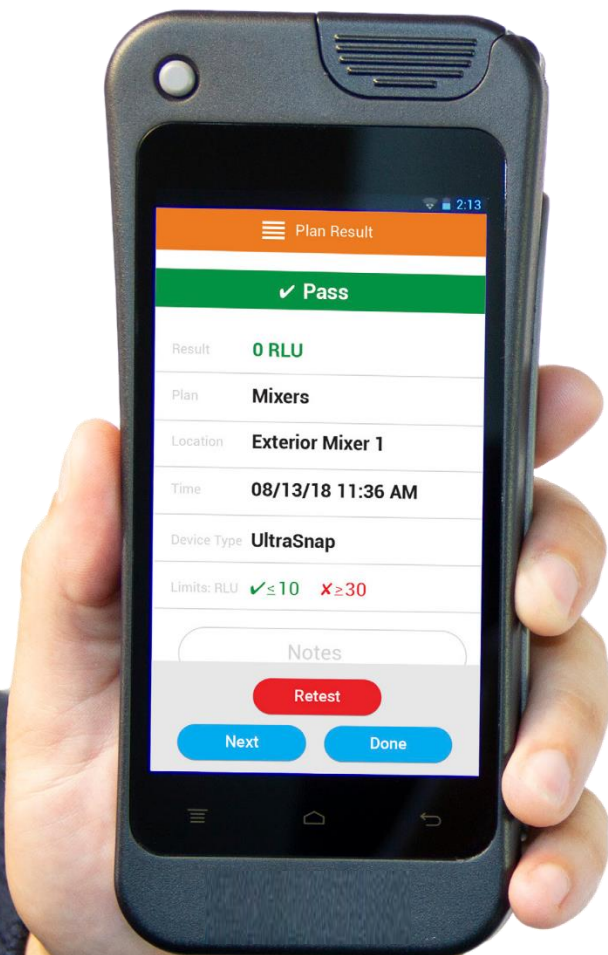 2:13
Plan Result
✔ Pass
Result 0 RLU
Plan Mixers
Location Exterior Mixer 1
Time 08/13/18 11:36 AM
Device Type UltraSnap
Limits: RLU ✔≤10 ✘≥30
Notes
Retest
Next Done